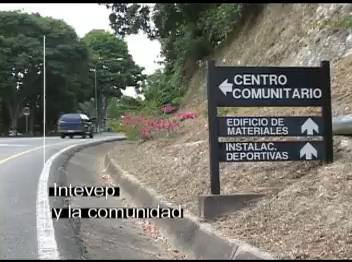 CENTRO
COMUNITARIO
EDIFICIO DE
MATERIALES
INSTALAC.
DEPORTIVAS
Intevep
y la comunidad